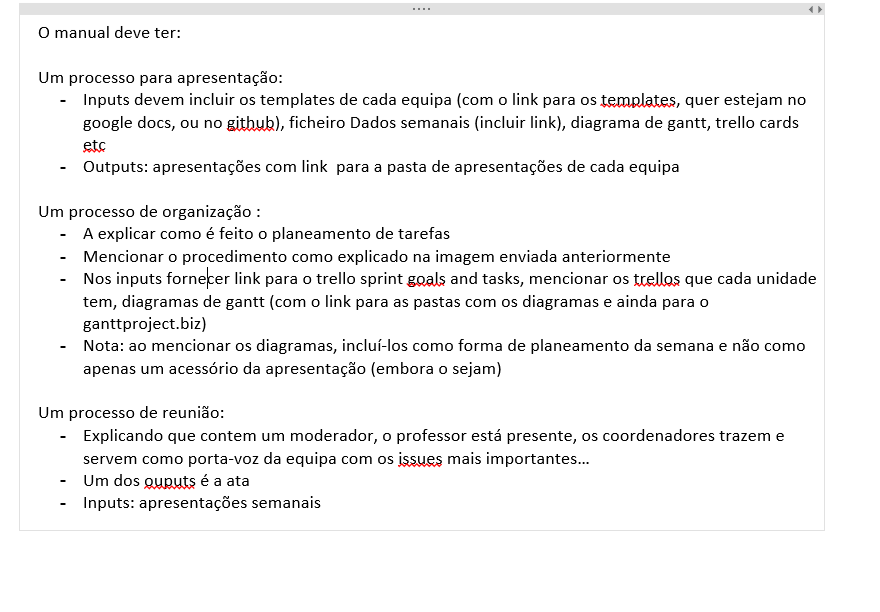 O manual deve ter:
Um processo para apresentação:
- Inputs devem incluir os templates de cada equipa (com o link para os templates, quer estejam no
google docs, ou no github), ficheiro Dados semanais (incluir link), diagrama de gantt, trello cards
etc
- Outputs: apresentações com link  para a pasta de apresentações de cada equipa
Um processo de organização :
- A explicar como é feito o planeamento de tarefas
- Mencionar o procedimento como explicado na imagem enviada anteriormente
- Nos inputs fornecer link para o trello sprint goals and tasks, mencionar os trellos que cada unidade
tem, diagramas de gantt (com o link para as pastas com os diagramas e ainda para o
ganttproject.biz)
- Nota: ao mencionar os diagramas, incluí-los como forma de planeamento da semana e não como
apenas um acessório da apresentação (embora o sejam)
Um processo de reunião:
- Explicando que contem um moderador, o professor está presente, os coordenadores trazem e
servem como porta-voz da equipa com os issues mais importantes...
- Um dos ouputs é a ata
- Inputs: apresentações semanais